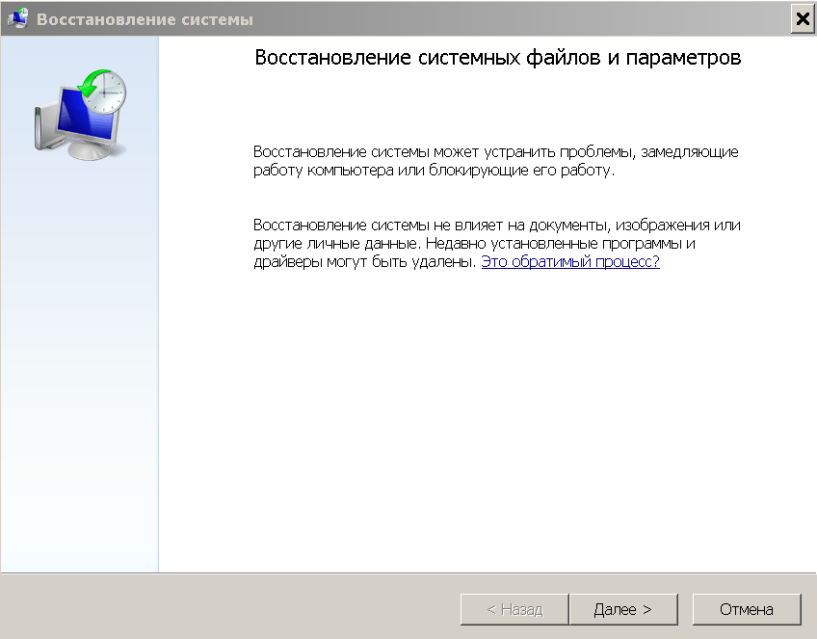 Восстановление системы
Восстановление системных файлов и параметров
Восстановление системы может устранить проблемы, замедляющие
работу компьютера или блокирующие его работу.
Восстановление системы не влияет на документы, изображения или
другие личные данные. Недавно установленные программы и
драйверы могут быть удалены. Это обратимый процесс?
< Назад
Далее >
Отмена